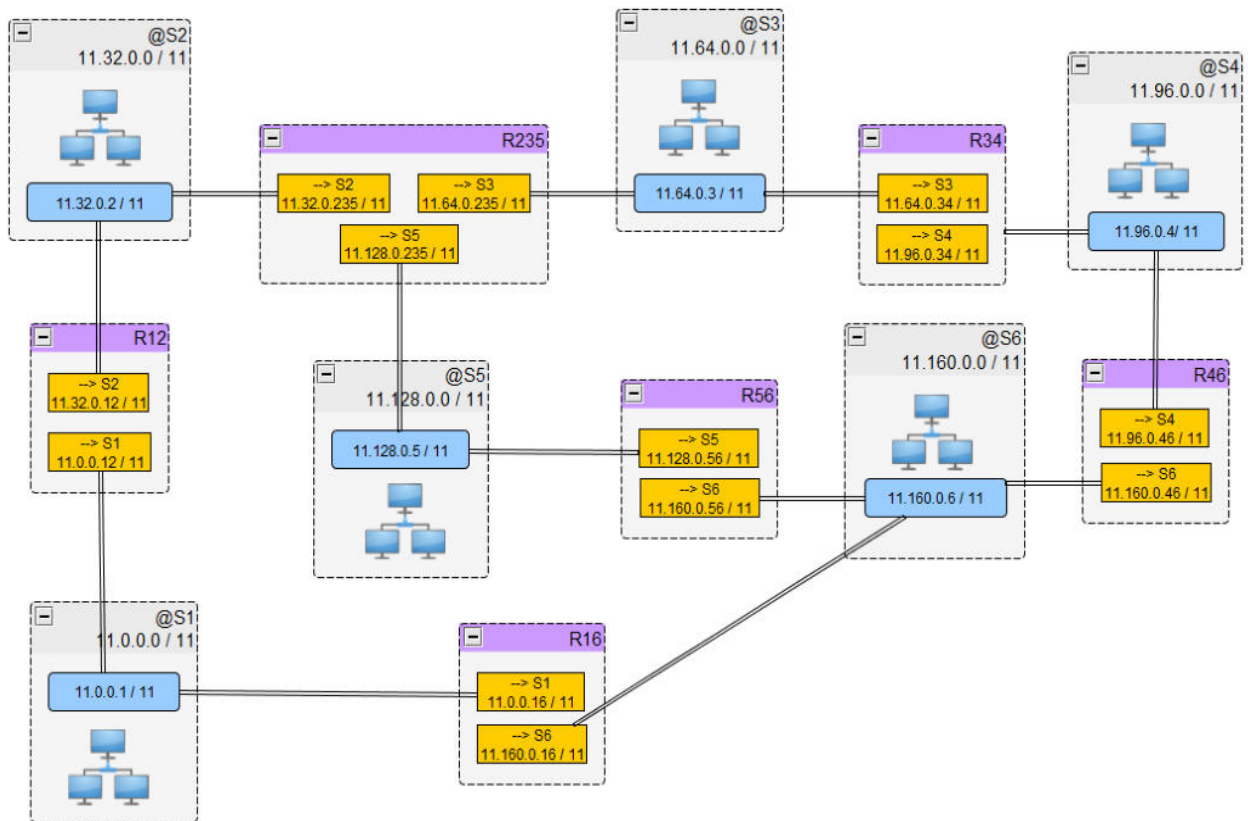 @S2
11.32.0.0 / 11
11.32.0.2 / 11
R235
--> S2
11.32.0.235 / 11
--> S3
11.64.0.235 / 11
--> S5
11.128.0.235 / 11
@S3
11.64.0.0 / 11
11.64.0.3 / 11
R34
--> S3
11.64.0.34 / 11
--> S4
11.96.0.34 / 11
@S4
11.96.0.0 / 11
11.96.0.4/ 11
R12
--> S2
11.32.0.12 / 11
--> S1
11.0.0.12 / 11
@S5
11.128.0.0 / 11
11.128.0.5 / 11
R56
--> S5
11.128.0.56 / 11
--> S6
11.160.0.56 / 11
@S6
11.160.0.0 / 11
11.160.0.6 / 11
R46
--> S4
11.96.0.46 / 11
--> S6
11.160.0.46 / 11
@S1
11.0.0.0 / 11
11.0.0.1 / 11
R16
--> S1
11.0.0.16 / 11
--> S6
11.160.0.16 / 11